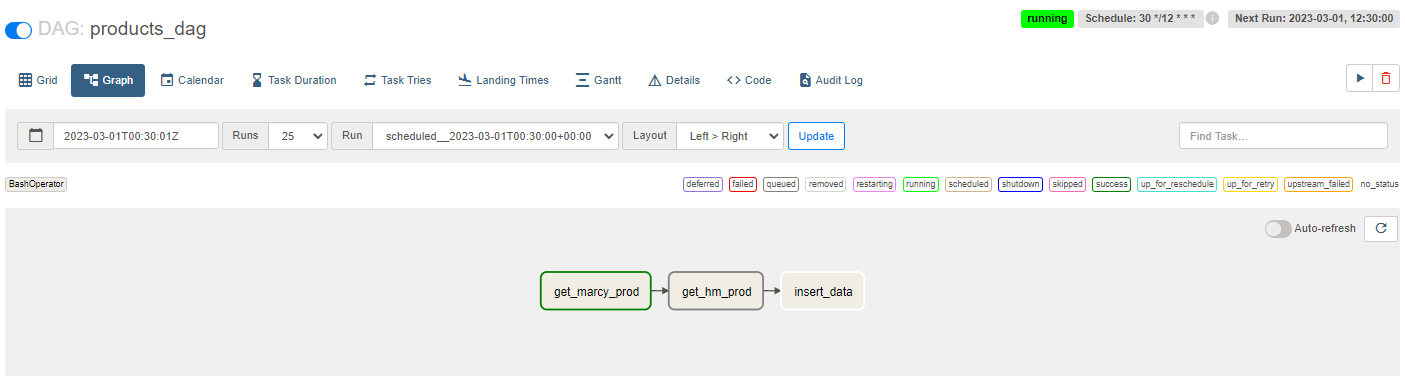 DAG: products_dag
running
Schedule: 30 */12 * * *
Next Run: 2023-03-01, 12:30:00
Grid
Graph
Calendar
Task Duration
Task Tries
Landing Times
Gantt
Details
<> Code
Audit Log
2023-03-01T00:30:01Z
Runs
25
Run
scheduled__2023-03-01T00:30:00+00:00
Layout
Left > Right
Update
Find Task...
BashOperator
deferred
failed
queued
removed
restarting
running
scheduled
shutdown
skipped
success
up_for_reschedule
up_for_retry
upstream_failed
no_status
Auto-refresh
get_marcy_prod
get_hm_prod
insert_data